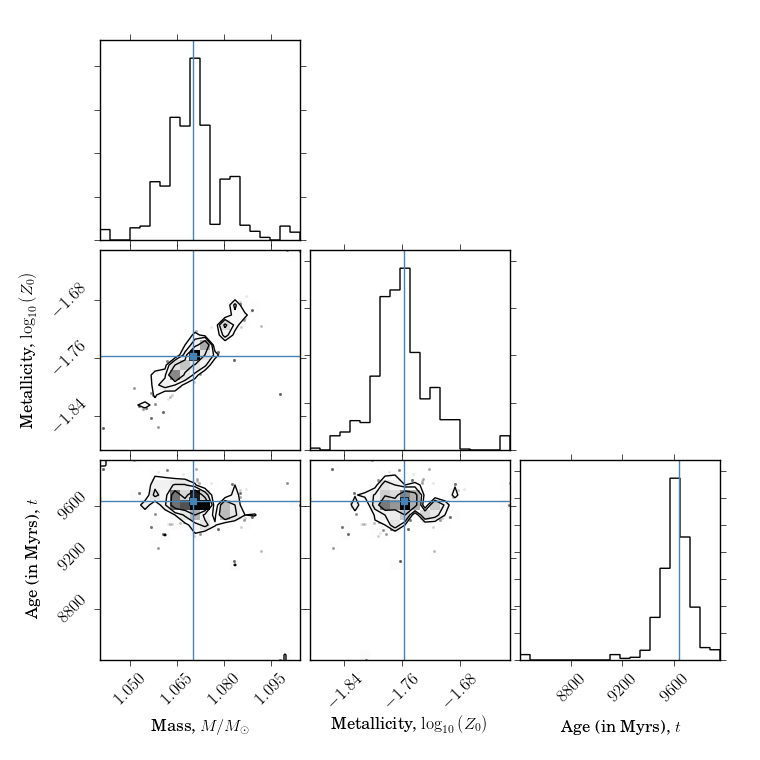 Metallicity, log₁₀(Z₀)
−1.68
−1.76
−1.84
Age (in Myrs), t
9600
9200
8800
1.050 1.065 1.080 1.095
−1.84 −1.76 −1.68
8800 9200 9600
Mass, M/M⊙
Metallicity, log₁₀(Z₀)
Age (in Myrs), t